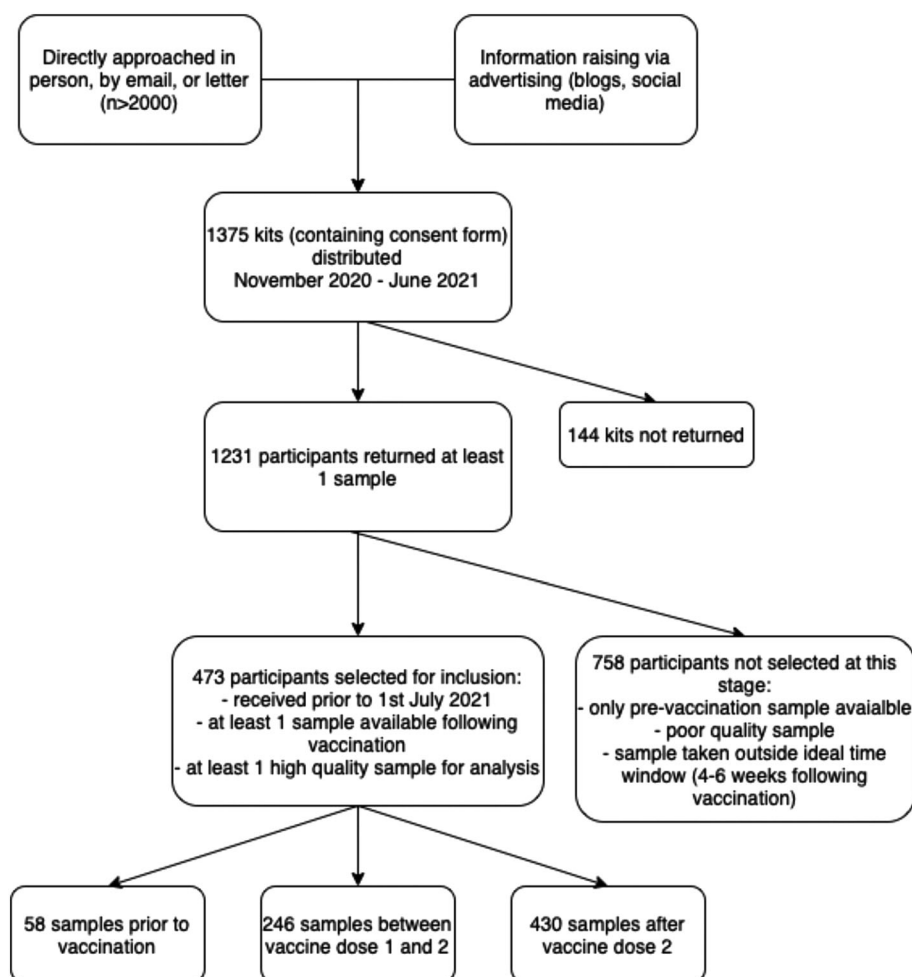 Directly approached in
person, by email, or letter
(n>2000)
Information raising via
advertising (blogs, social
media)
1375 kits (containing consent form)
distributed
November 2020 - June 2021
1231 participants returned at least
1 sample
144 kits not returned
473 participants selected for inclusion:
- received prior to 1st July 2021
- at least 1 sample available following
vaccination
- at least 1 high quality sample for analysis
758 participants not selected at this
stage:
- only pre-vaccination sample avaialble
- poor quality sample
- sample taken outside ideal time
window (4-6 weeks following
vaccination)
58 samples prior to
vaccination
246 samples between
vaccine dose 1 and 2
430 samples after
vaccine dose 2